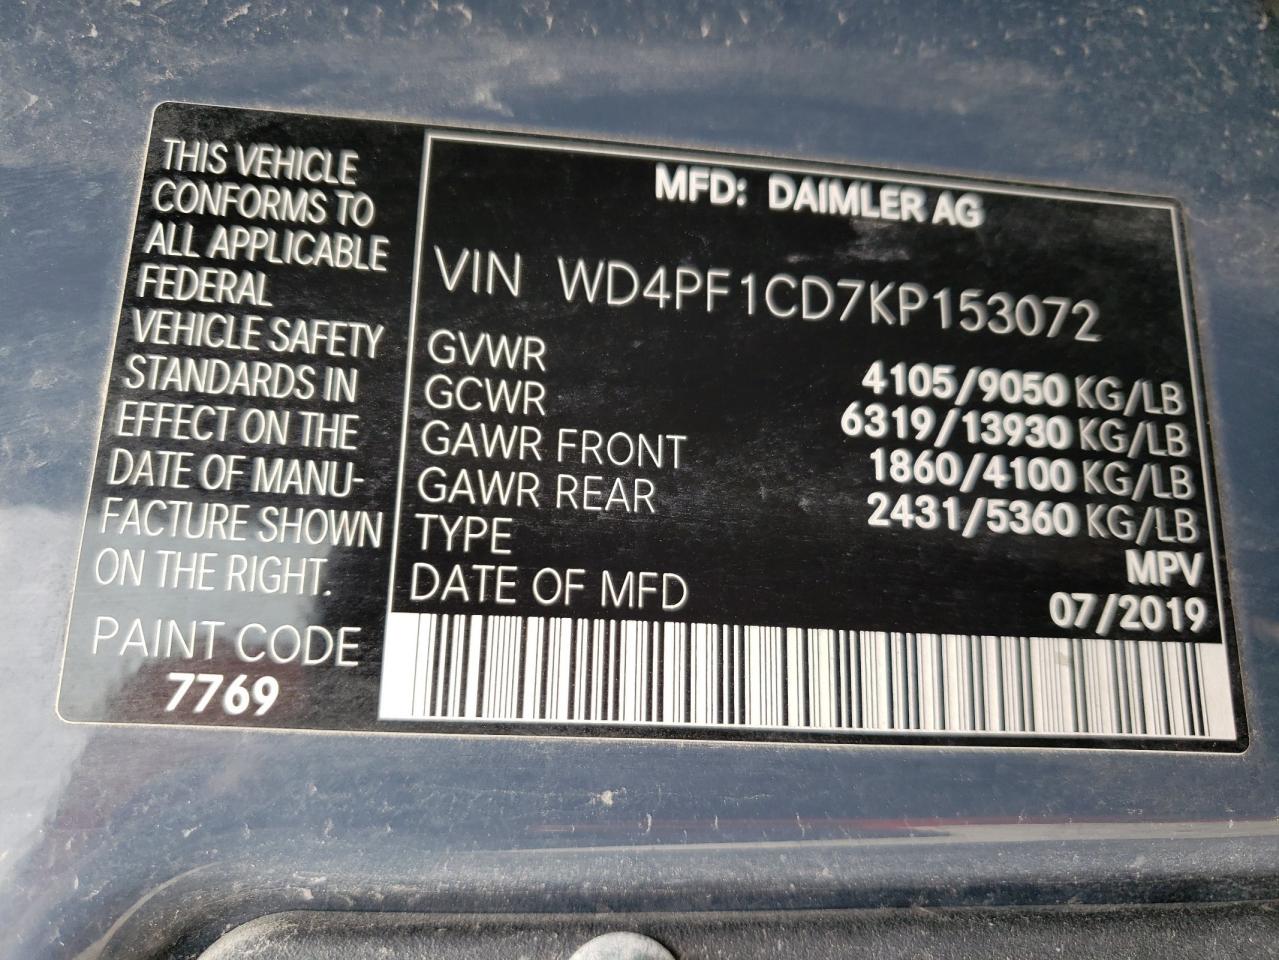 THIS VEHICLE
CONFORMS TO
ALL APPLICABLE
FEDERAL
VEHICLE SAFETY
STANDARDS IN
EFFECT ON THE
DATE OF MANU-
FACTURE SHOWN
ON THE RIGHT.
PAINT CODE
7769
MFD: DAIMLER AG
VIN WD4PF1CD7KP153072
GVWR 4105/9050 KG/LB
GCWR 6319/13930 KG/LB
GAWR FRONT 1860/4100 KG/LB
GAWR REAR 2431/5360 KG/LB
TYPE MPV
DATE OF MFD 07/2019